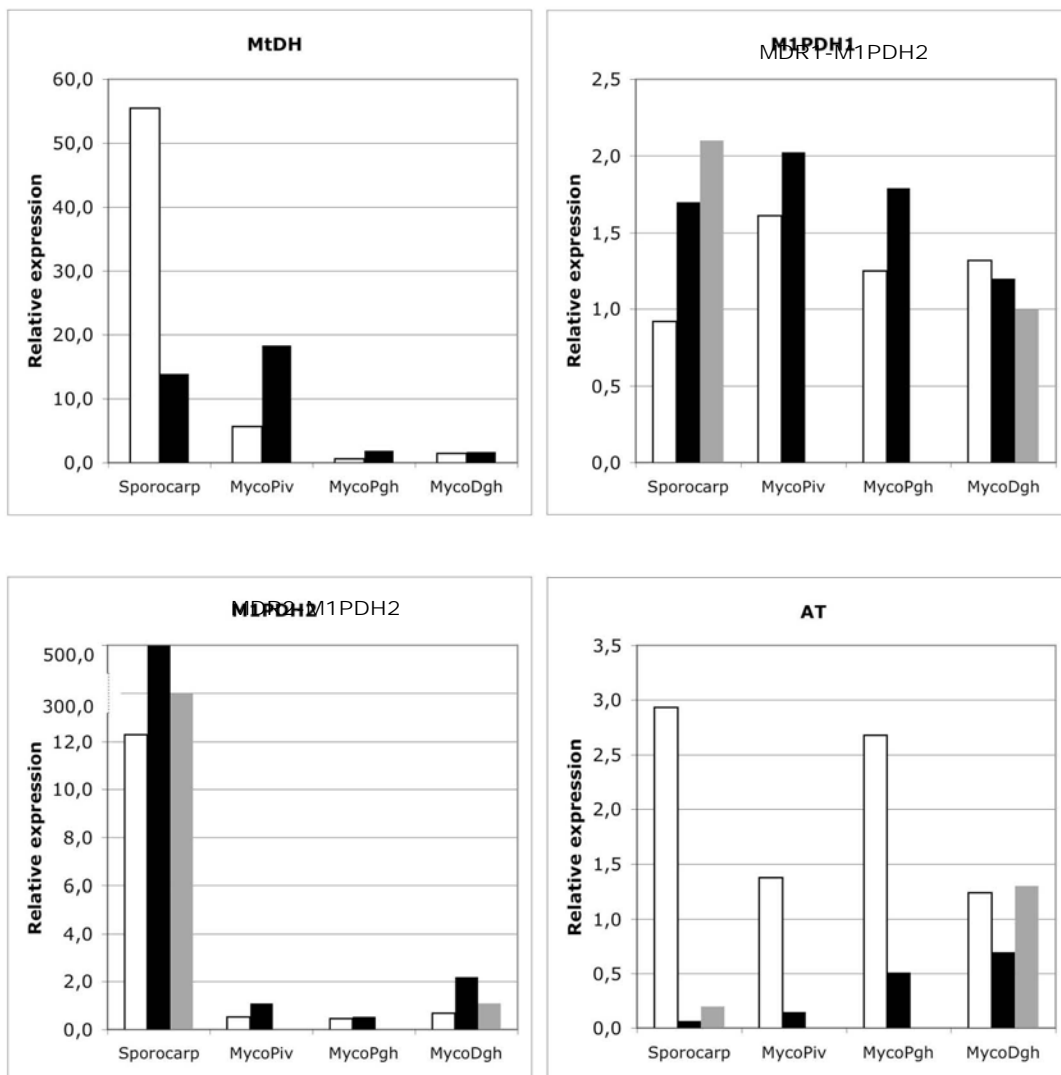 MtDH
Relative expression
60,0
50,0
40,0
30,0
20,0
10,0
0,0
Sporocarp MycoPiv MycoPgh MycoDgh
M1PDH1
MDR1-M1PDH2
Relative expression
2,5
2,0
1,5
1,0
0,5
0,0
Sporocarp MycoPiv MycoPgh MycoDgh
M1PDH2
MDR2-M1PDH2
Relative expression
500,0
300,0
12,0
10,0
8,0
6,0
4,0
2,0
0,0
Sporocarp MycoPiv MycoPgh MycoDgh
AT
Relative expression
3,5
3,0
2,5
2,0
1,5
1,0
0,5
0,0
Sporocarp MycoPiv MycoPgh MycoDgh